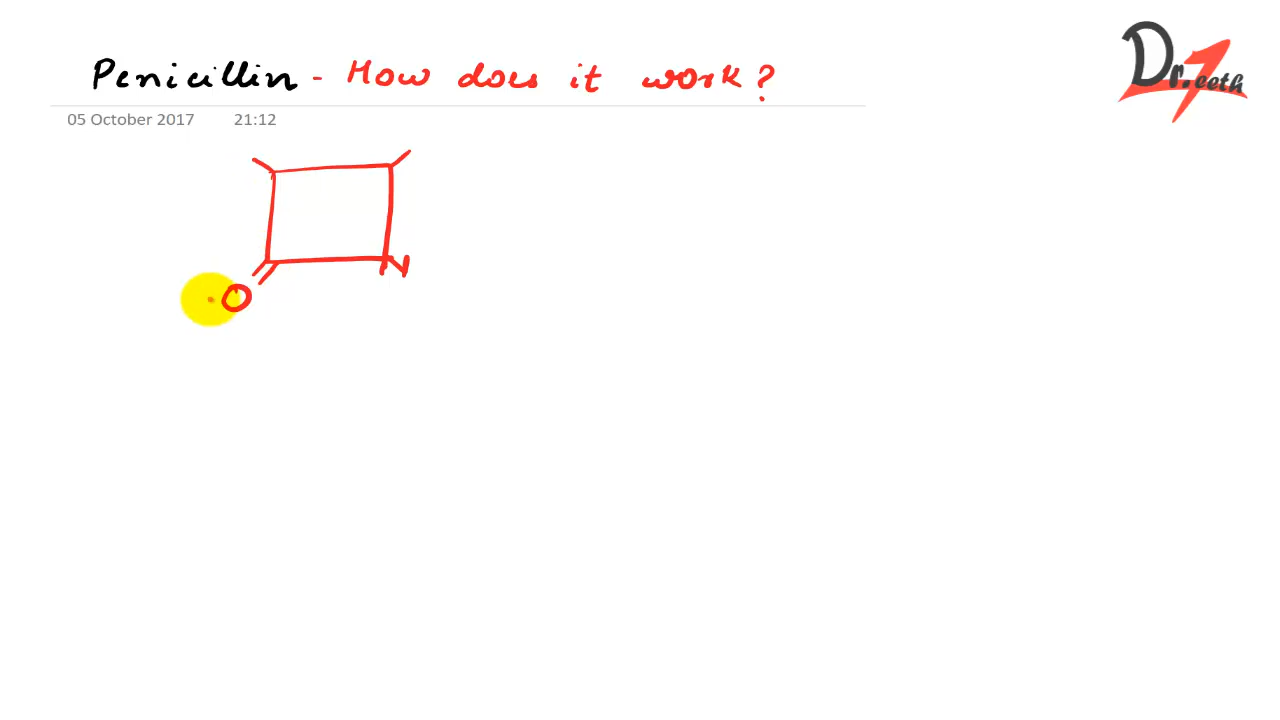 Penicillin - How does it work?
Dr.eeth
05 October 2017 21:12
N
O